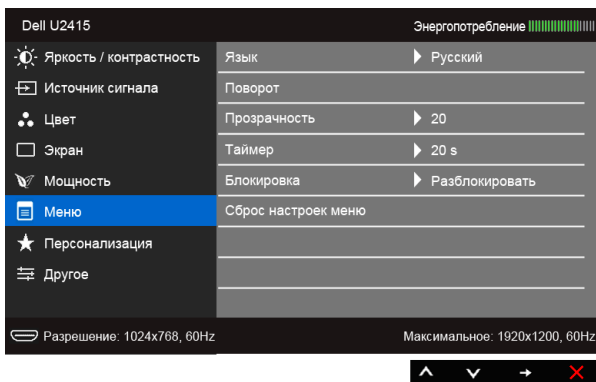 Dell U2415 Энергопотребление
Яркость / контрастность Язык Русский
Источник сигнала Поворот
Цвет Прозрачность 20
Экран Таймер 20 s
Мощность Блокировка Разблокировать
Меню Сброс настроек меню
Персонализация
Другое
Разрешение: 1024x768, 60Hz Максимальное: 1920x1200, 60Hz